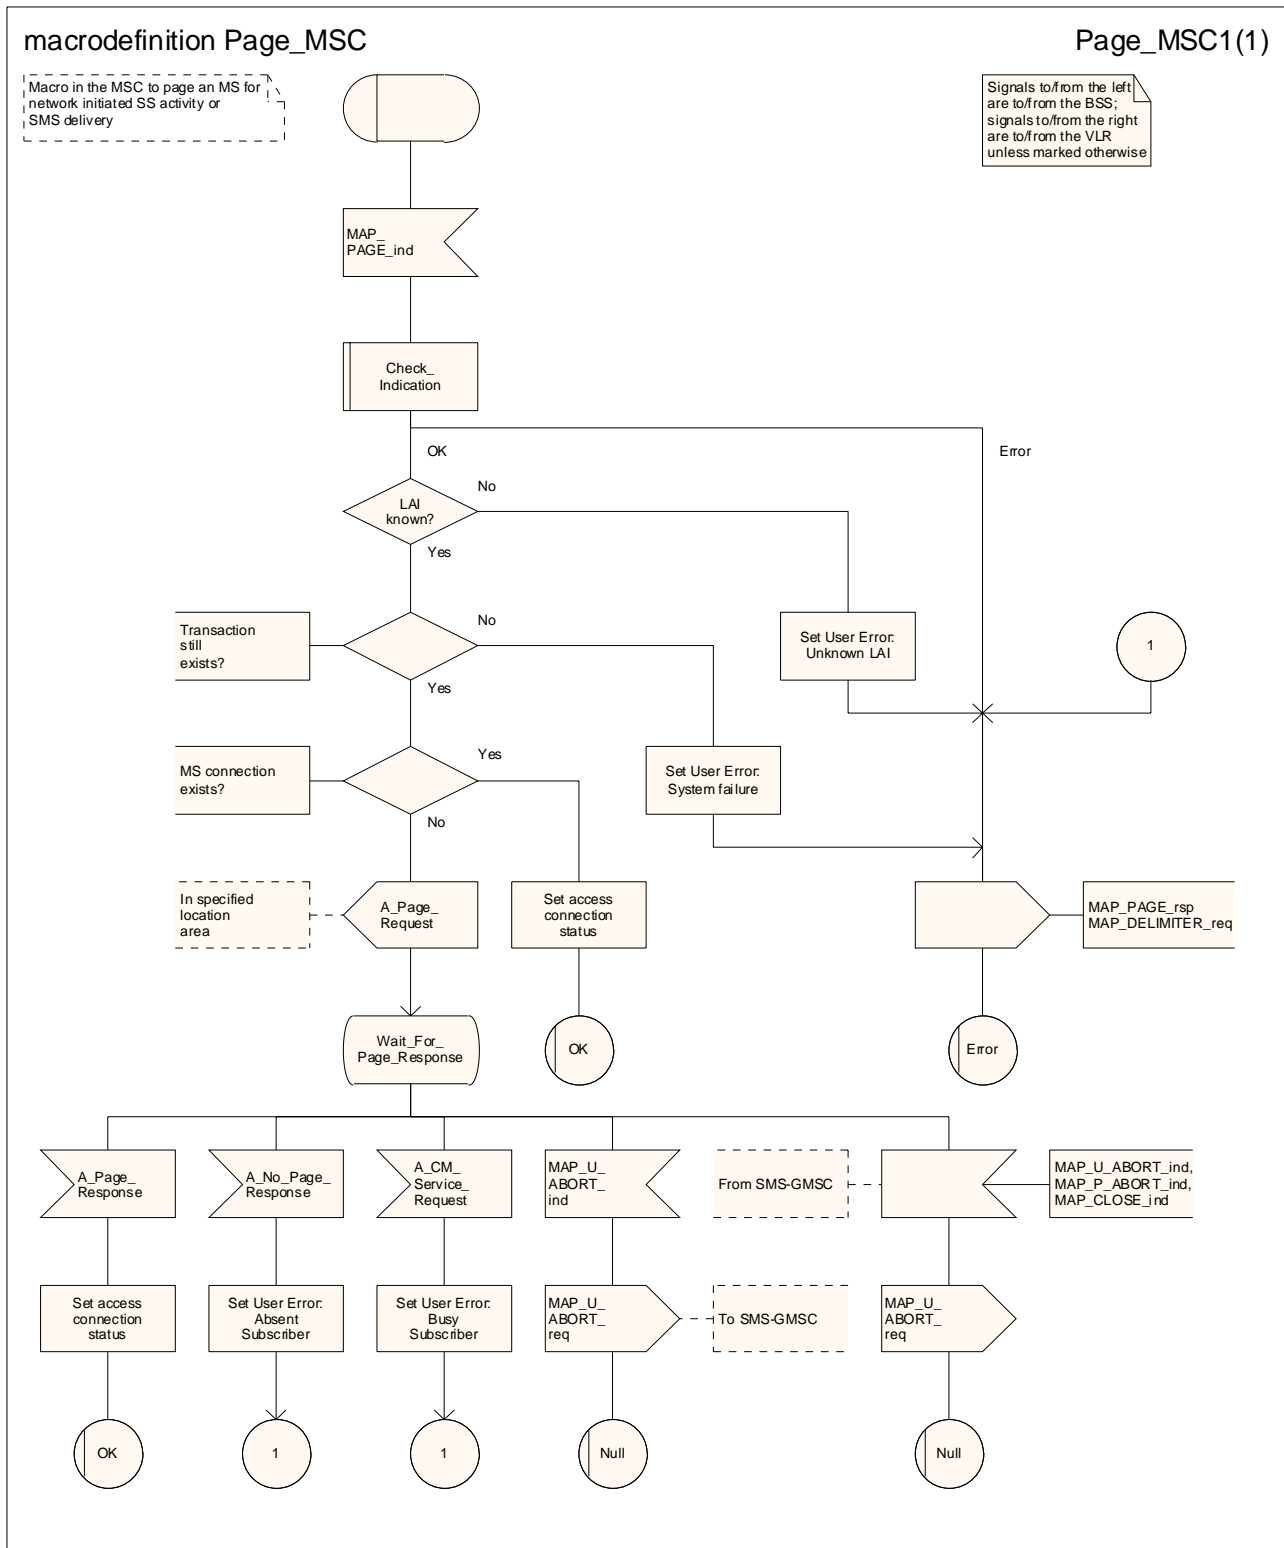 macrodefinition Page_MSC
Page_MSC1(1)
Macro in the MSC to page an MS for
network initiated SS activity or
SMS delivery
Signals to/from the left
are to/from the BSS;
signals to/from the right
are to/from the VLR
unless marked otherwise
MAP_
PAGE_ind
Check_
Indication
OK
Error
LAI
known?
No
Yes
Transaction
still
exists?
No
Yes
Set User Error:
Unknown LAI
1
MS connection
exists?
Yes
No
Set User Error:
System failure
In specified
location
area
A_Page_
Request
Set access
connection
status
MAP_PAGE_rsp
MAP_DELIMITER_req
Wait_For_
Page_Response
OK
Error
A_Page_
Response
A_No_Page_
Response
A_CM_
Service_
Request
MAP_U_
ABORT_
ind
From SMS-GMSC
MAP_U_ABORT_ind,
MAP_P_ABORT_ind,
MAP_CLOSE_ind
Set access
connection
status
Set User Error:
Absent
Subscriber
Set User Error:
Busy
Subscriber
MAP_U_
ABORT_
req
To SMS-GMSC
MAP_U_
ABORT_
req
OK
1
1
Null
Null